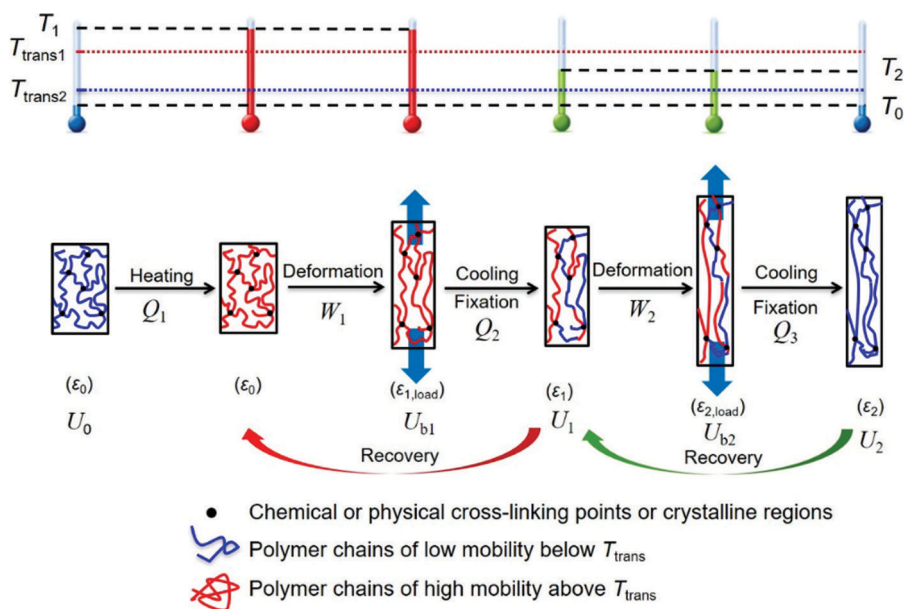 T1
Ttrans1
Ttrans2
T2
T0
Heating
Q1
Deformation
W1
Cooling
Fixation
Q2
Deformation
W2
Cooling
Fixation
Q3
(ε0)
(ε0)
(ε1,load)
(ε1)
(ε2,load)
(ε2)
U0
Ub1
U1
Ub2
U2
Recovery
Recovery
Chemical or physical cross-linking points or crystalline regions
Polymer chains of low mobility below Ttrans
Polymer chains of high mobility above Ttrans